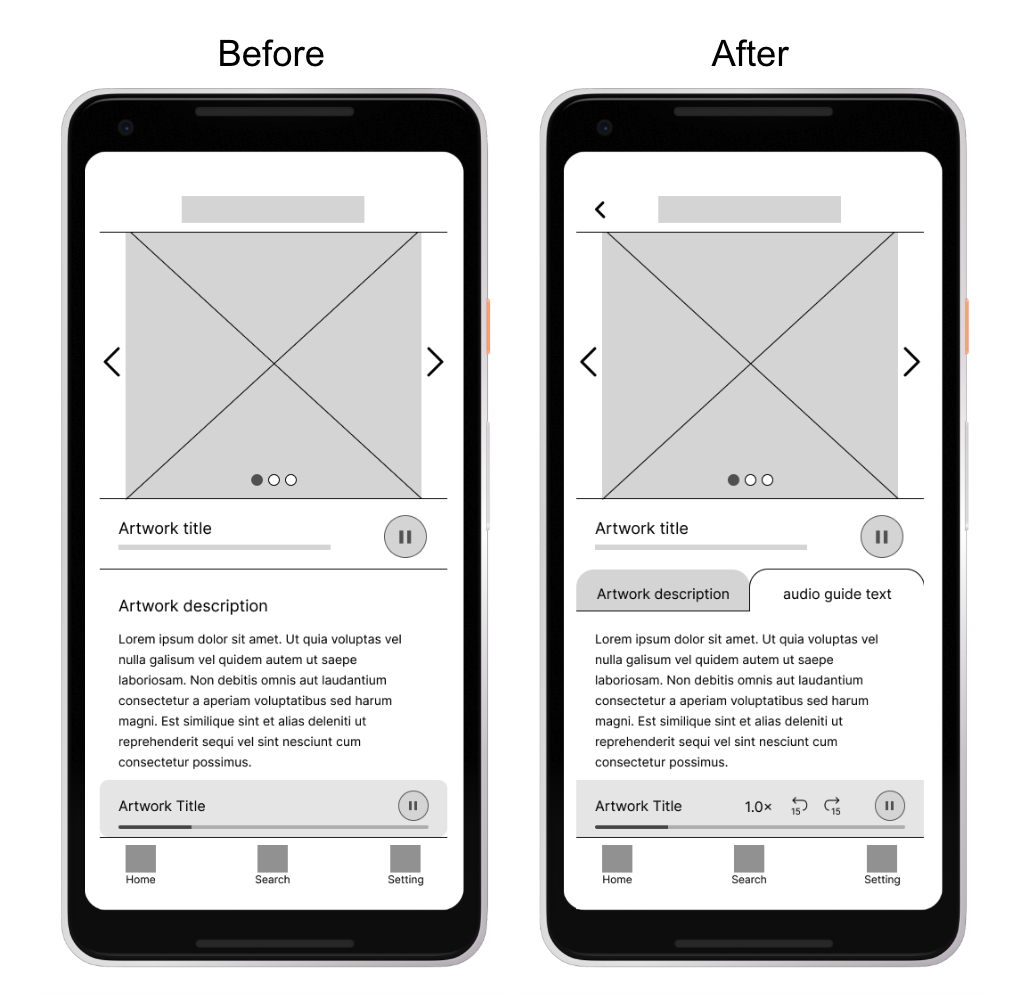 Before
Artwork title
Artwork description
Lorem ipsum dolor sit amet. Ut quia voluptas vel
nulla galisum vel quidem autem ut saepe
laboriosam. Non debitis omnis aut laudantium
consectetur a aperiam voluptatibus sed harum
magni. Est similique sint et alias deleniti ut
reprehenderit sequi vel sint nesciunt cum
consectetur possimus.
Artwork Title
Home Search Setting
After
Artwork title
Artwork description audio guide text
Lorem ipsum dolor sit amet. Ut quia voluptas vel
nulla galisum vel quidem autem ut saepe
laboriosam. Non debitis omnis aut laudantium
consectetur a aperiam voluptatibus sed harum
magni. Est similique sint et alias deleniti ut
reprehenderit sequi vel sint nesciunt cum
consectetur possimus.
Artwork Title 1.0× 15 15
Home Search Setting